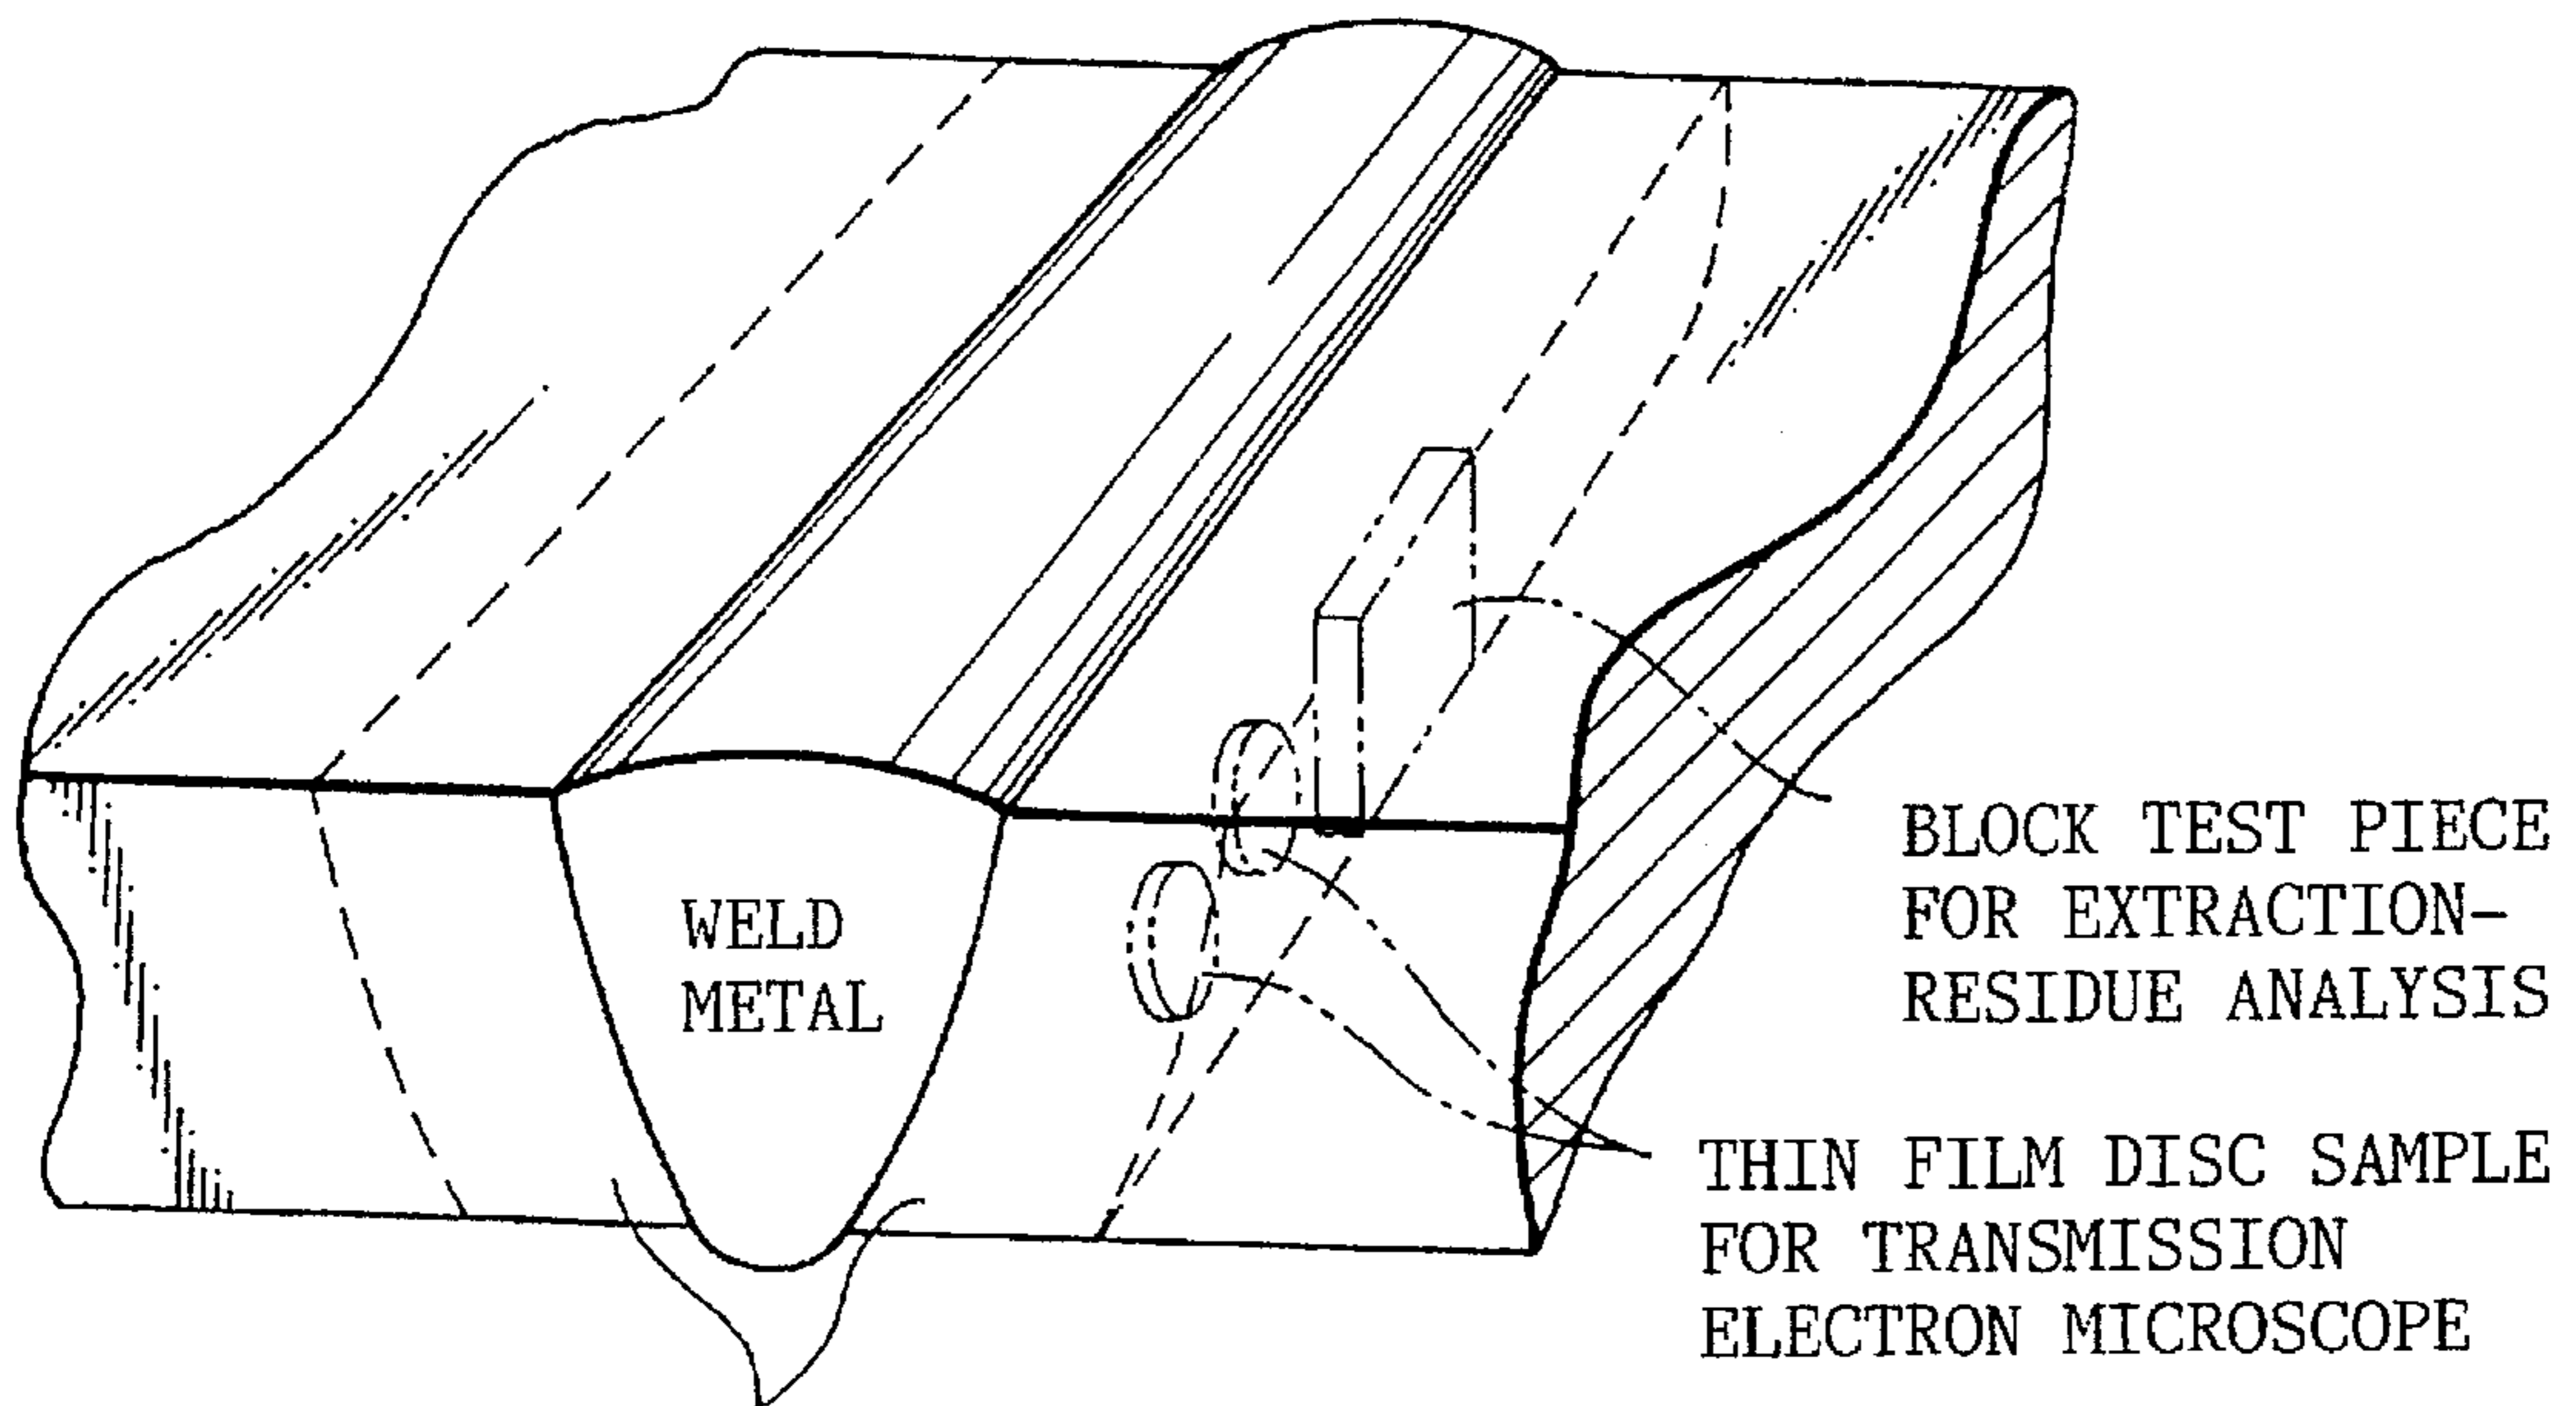 WELD
METAL
BLOCK TEST PIECE
FOR EXTRACTION-
RESIDUE ANALYSIS
THIN FILM DISC SAMPLE
FOR TRANSMISSION
ELECTRON MICROSCOPE